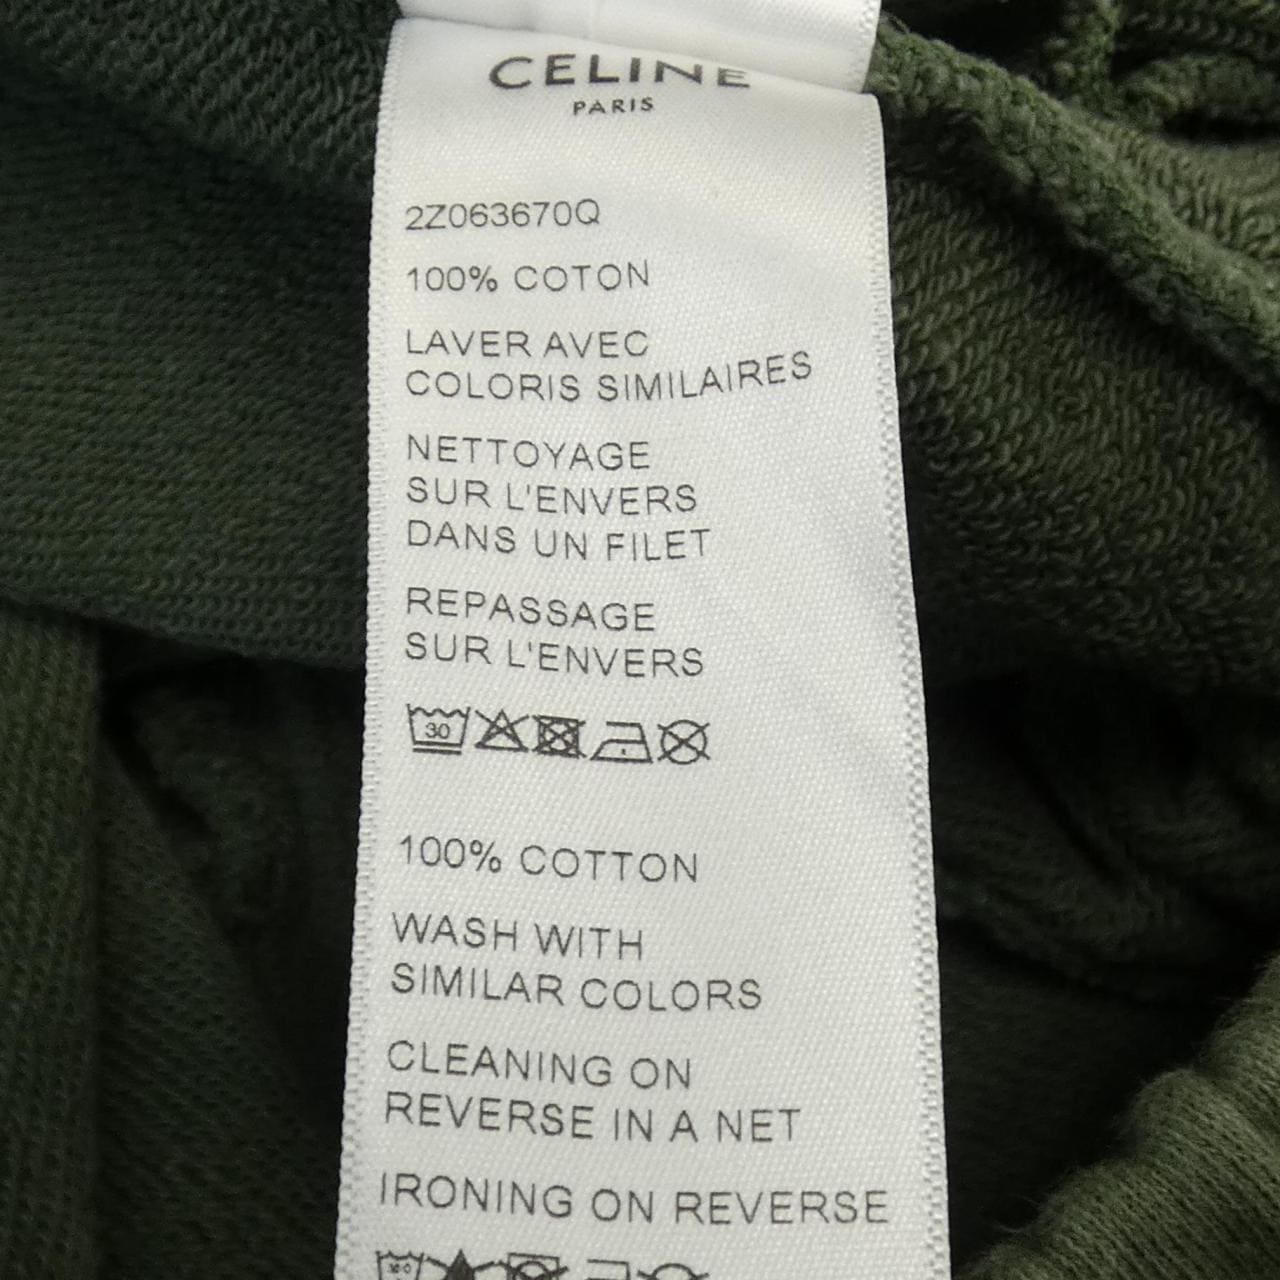 CELINE
PARIS
2Z063670Q
100% COTON
LAVER AVEC
COLORIS SIMILAIRES
NETTOYAGE
SUR L'ENVERS
DANS UN FILET
REPASSAGE
SUR L'ENVERS
30
100% COTTON
WASH WITH
SIMILAR COLORS
CLEANING ON
REVERSE IN A NET
IRONING ON REVERSE